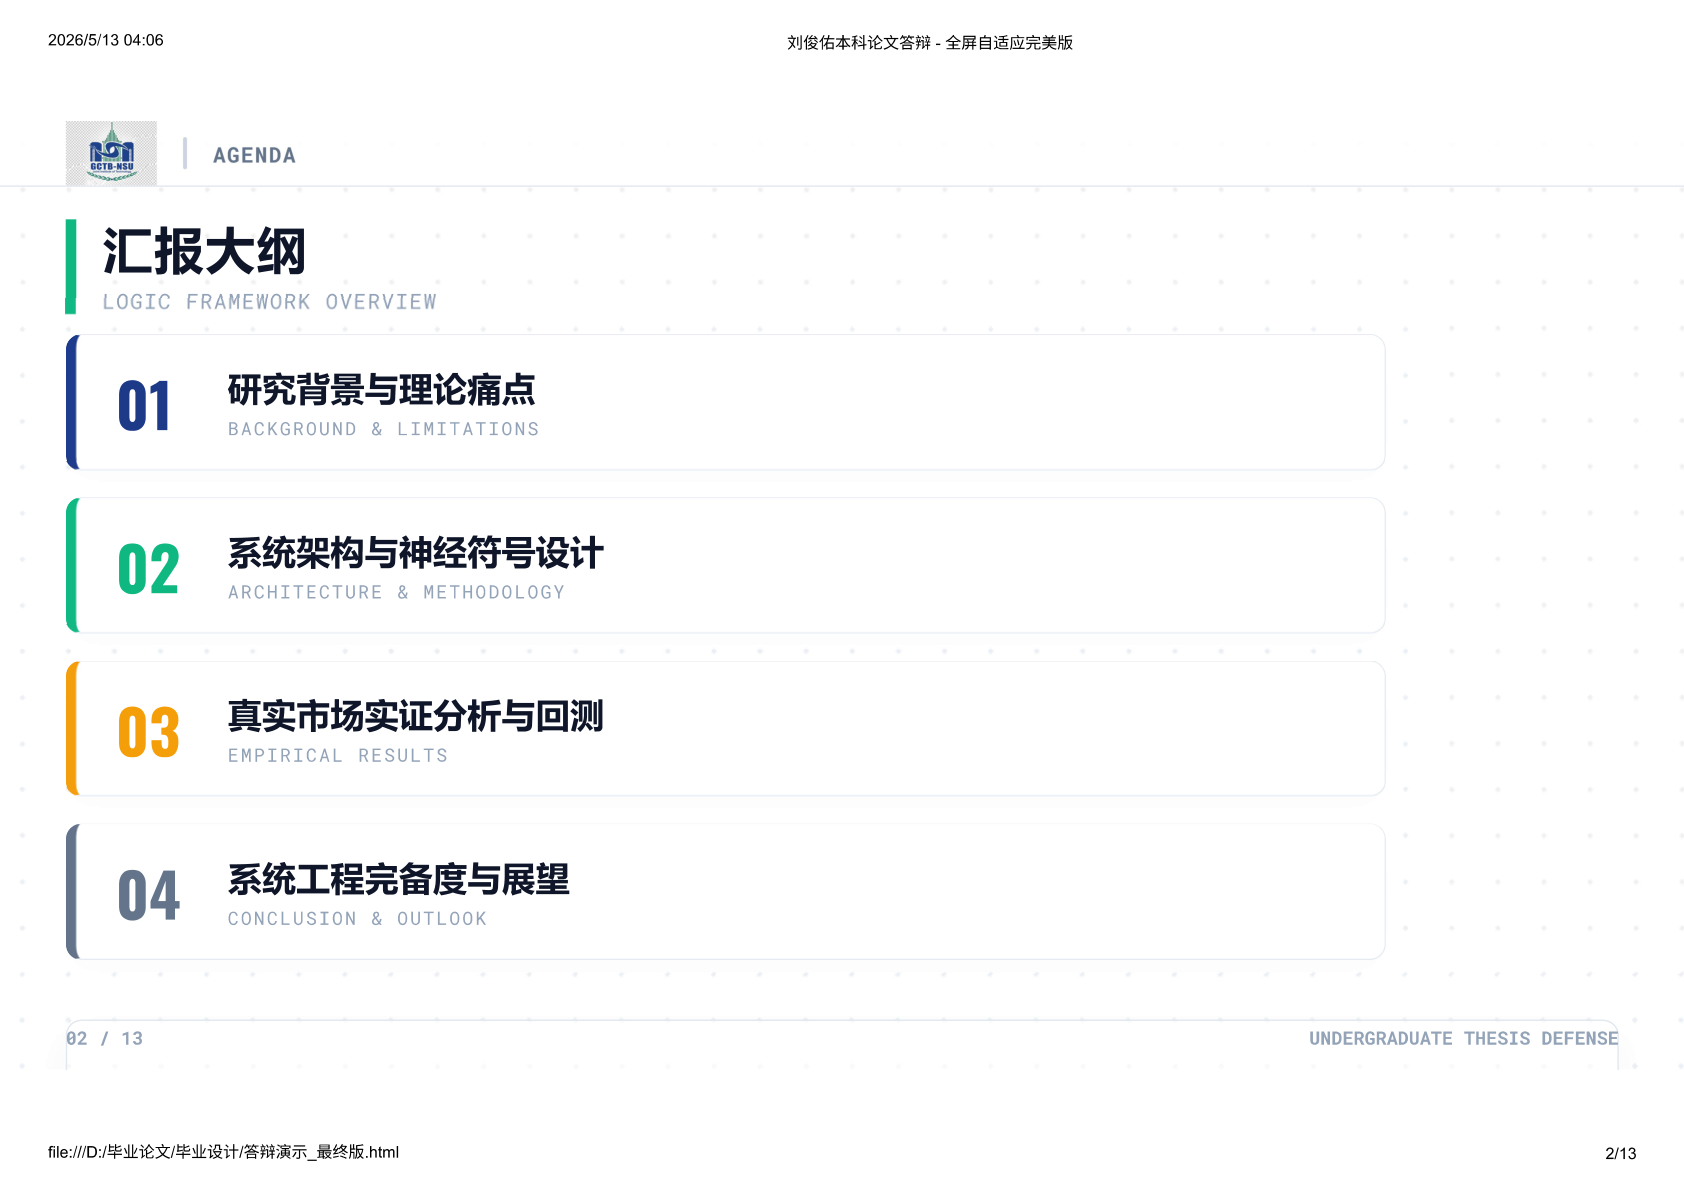 2026/5/13 04:06
刘俊佑本科论文答辩 - 全屏自适应完美版
GCTB-NSU
AGENDA
汇报大纲
LOGIC FRAMEWORK OVERVIEW
01
研究背景与理论痛点
BACKGROUND & LIMITATIONS
02
系统架构与神经符号设计
ARCHITECTURE & METHODOLOGY
03
真实市场实证分析与回测
EMPIRICAL RESULTS
04
系统工程完备度与展望
CONCLUSION & OUTLOOK
02 / 13
UNDERGRADUATE THESIS DEFENSE
file:///D:/毕业论文/毕业设计/答辩演示_最终版.html
2/13